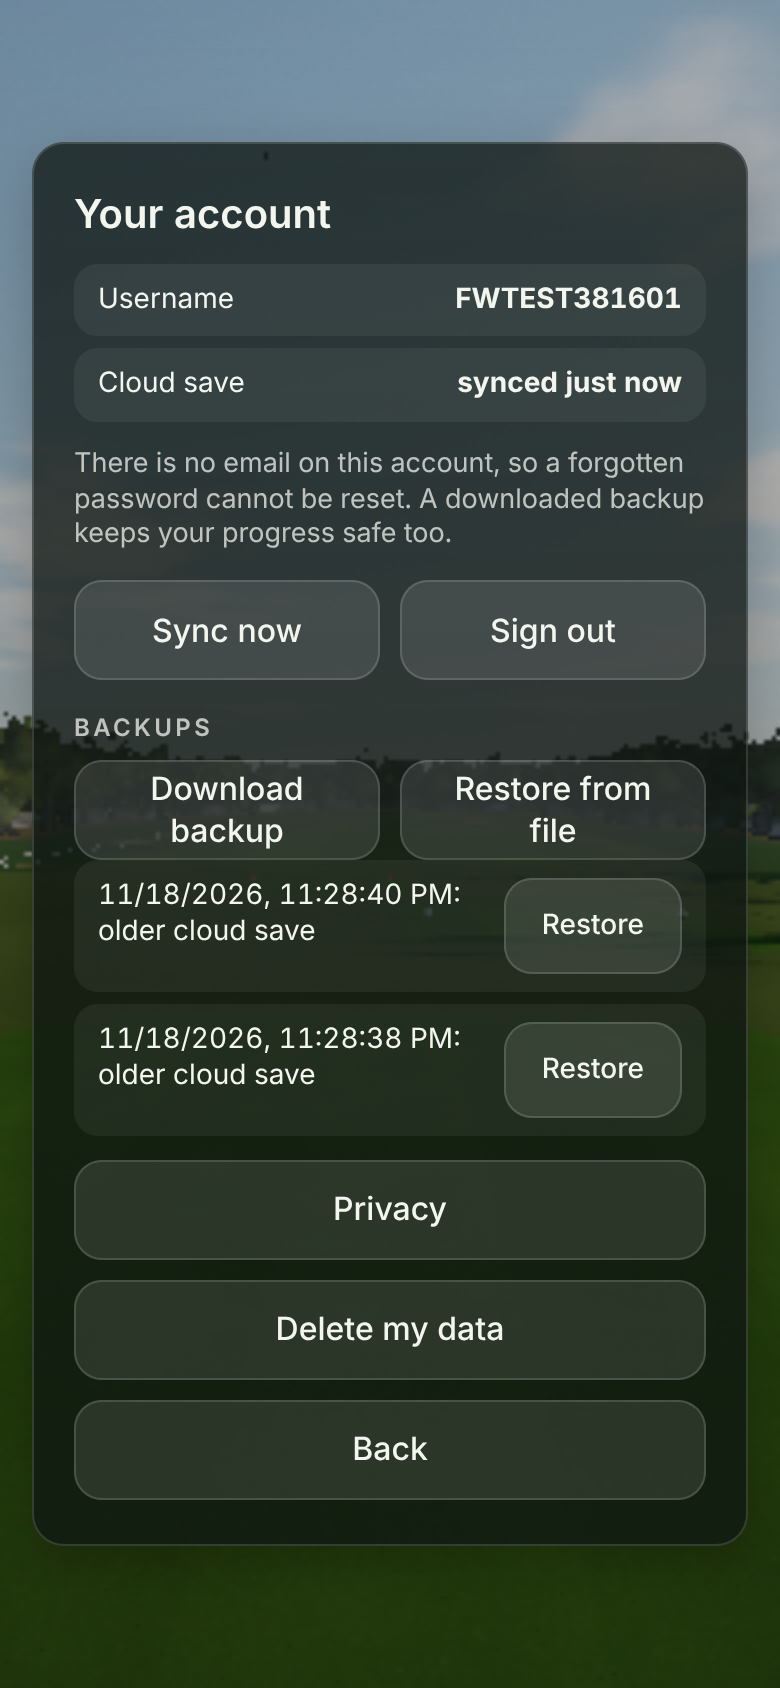 Your account
Username FWTEST381601
Cloud save synced just now
There is no email on this account, so a forgotten
password cannot be reset. A downloaded backup
keeps your progress safe too.
Sync now
Sign out
BACKUPS
Download
backup
Restore from
file
11/18/2026, 11:28:40 PM:
older cloud save
Restore
11/18/2026, 11:28:38 PM:
older cloud save
Restore
Privacy
Delete my data
Back